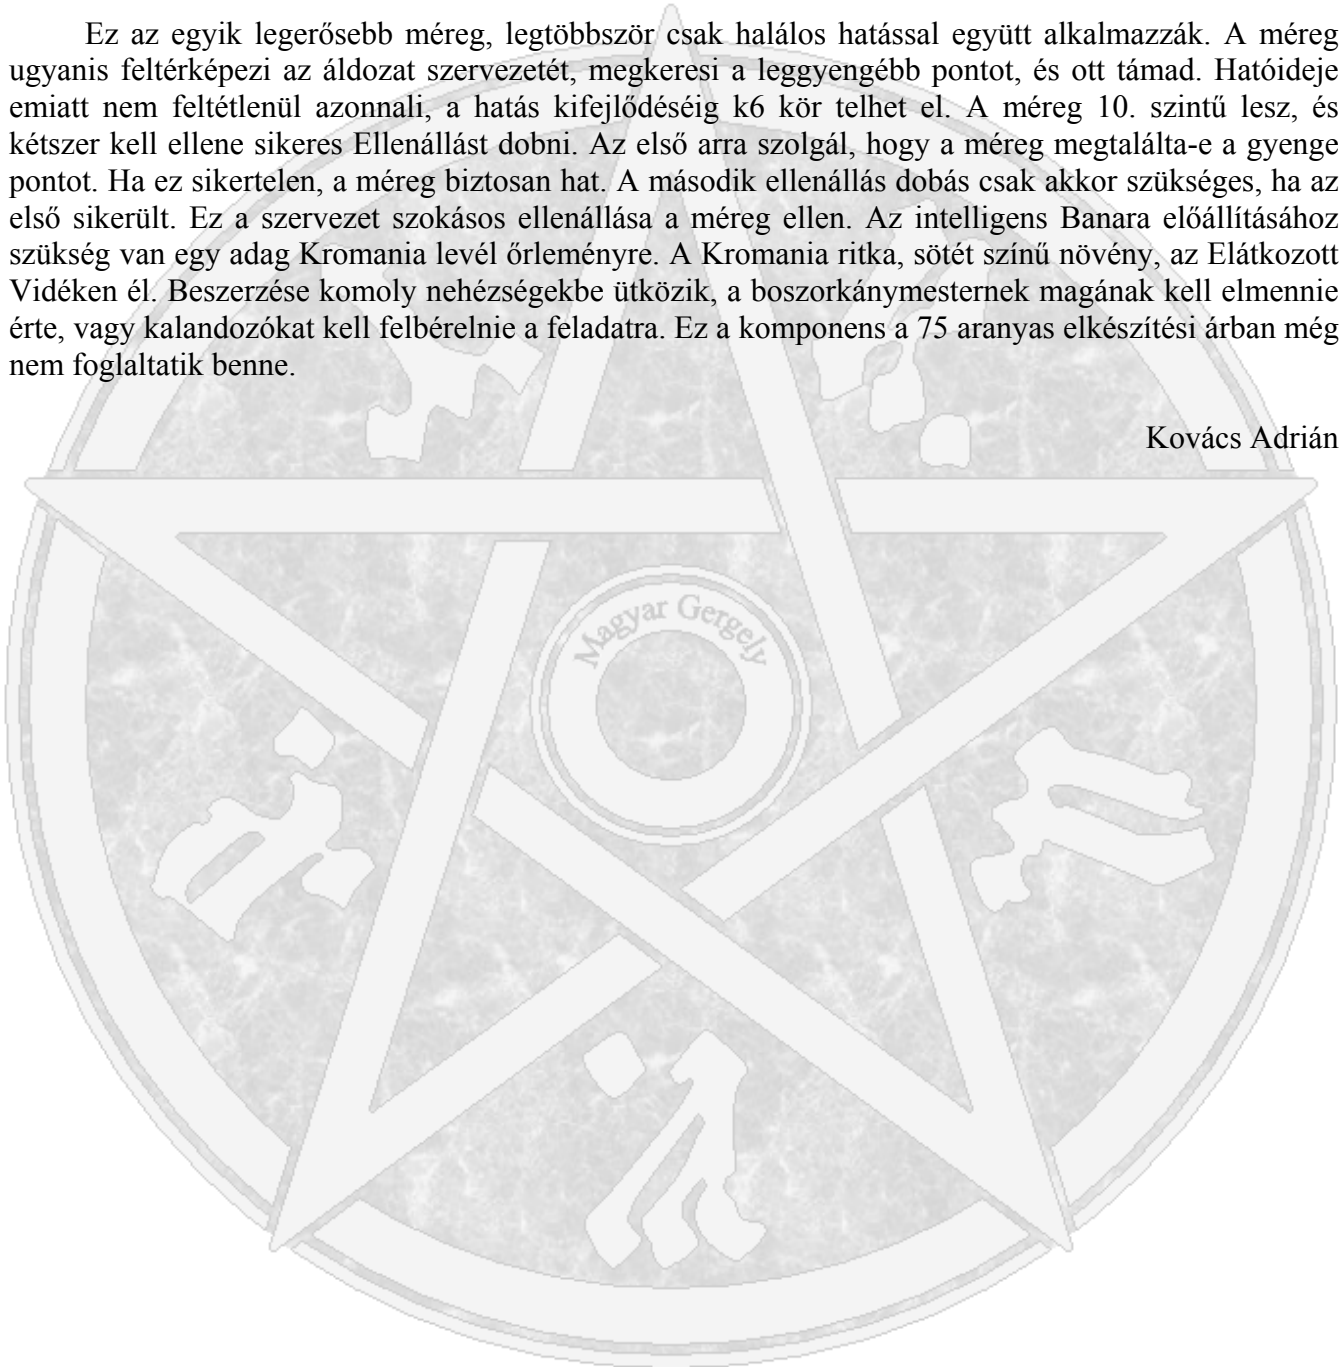 Ez az egyik legerősebb méreg, legtöbbször csak halálos hatással együtt alkalmazzák. A méreg
ugyanis feltérképezi az áldozat szervezetét, megkeresi a leggyengébb pontot, és ott támad. Hatóideje
emiatt nem feltétlenül azonnali, a hatás kifejlődéséig k6 kör telhet el. A méreg 10. szintű lesz, és
kétszer kell ellene sikeres Ellenállást dobni. Az első arra szolgál, hogy a méreg megtalálta-e a gyenge
pontot. Ha ez sikertelen, a méreg biztosan hat. A második ellenállás dobás csak akkor szükséges, ha az
első sikerült. Ez a szervezet szokásos ellenállása a méreg ellen. Az intelligens Banara előállításához
szükség van egy adag Kromania levél őrleményre. A Kromania ritka, sötét színű növény, az Elátkozott
Vidéken él. Beszerzése komoly nehézségekbe ütközik, a boszorkánymesternek magának kell elmennie
érte, vagy kalandozókat kell felbérelnie a feladatra. Ez a komponens a 75 aranyas elkészítési árban még
nem foglaltatik benne.
Kovács Adrián
Magyar Gergely